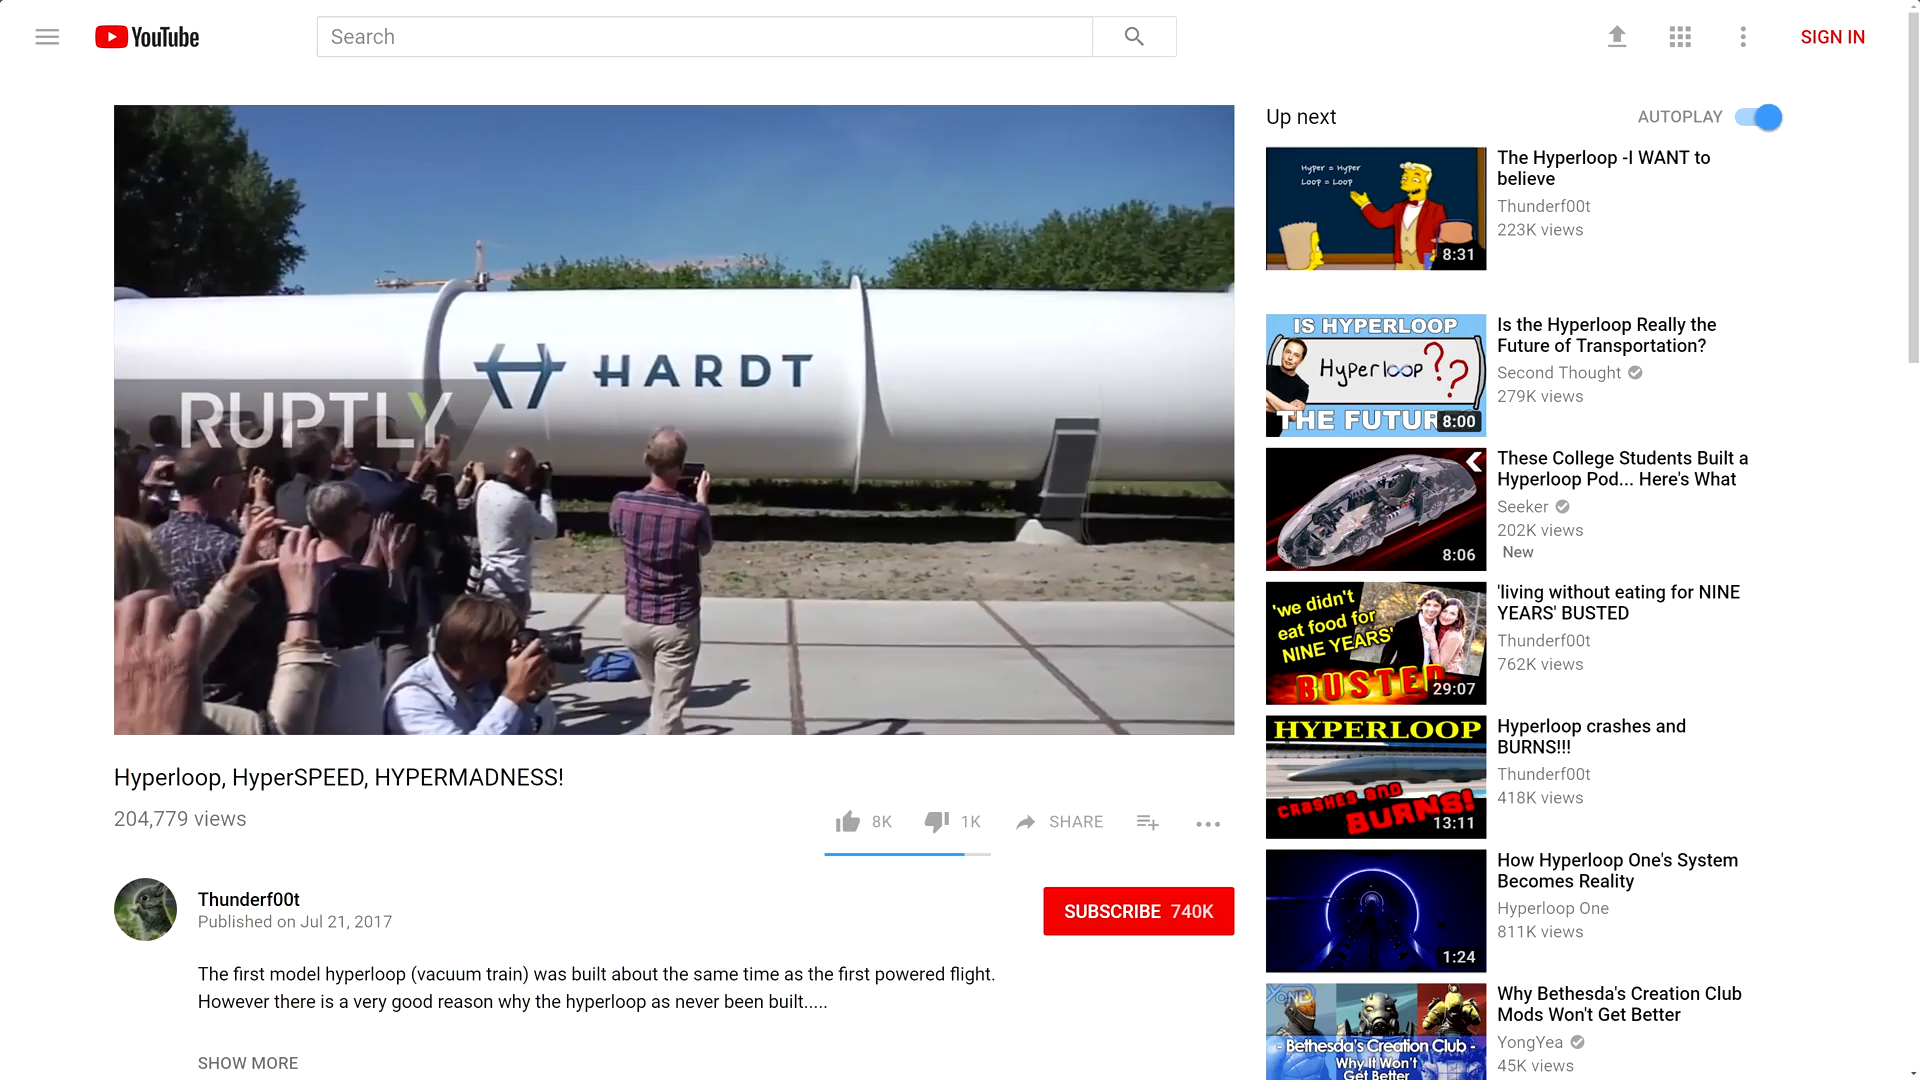 YouTube
Search
SIGN IN
HARDT
RUPTLY
Hyperloop, HyperSPEED, HYPERMADNESS!
204,779 views
8K
1K
SHARE
Thunderf00t
Published on Jul 21, 2017
SUBSCRIBE 740K
The first model hyperloop (vacuum train) was built about the same time as the first powered flight.
However there is a very good reason why the hyperloop as never been built.....
SHOW MORE
Up next
AUTOPLAY
Hyper = Hyper
Loop = Loop
8:31
The Hyperloop -I WANT to
believe
Thunderf00t
223K views
IS HYPERLOOP
Hyperloop ??
THE FUTUR
8:00
Is the Hyperloop Really the
Future of Transportation?
Second Thought
279K views
8:06
These College Students Built a
Hyperloop Pod... Here's What
Seeker
202K views
New
'we didn't
eat food for
NINE YEARS'
BUSTED
29:07
'living without eating for NINE
YEARS' BUSTED
Thunderf00t
762K views
HYPERLOOP
CRASHES AND
BURNS!
13:11
Hyperloop crashes and
BURNS!!!
Thunderf00t
418K views
1:24
How Hyperloop One's System
Becomes Reality
Hyperloop One
811K views
YONG
- Bethesda's Creation Club -
Why It Won't
Get Better
Why Bethesda's Creation Club
Mods Won't Get Better
YongYea
45K views